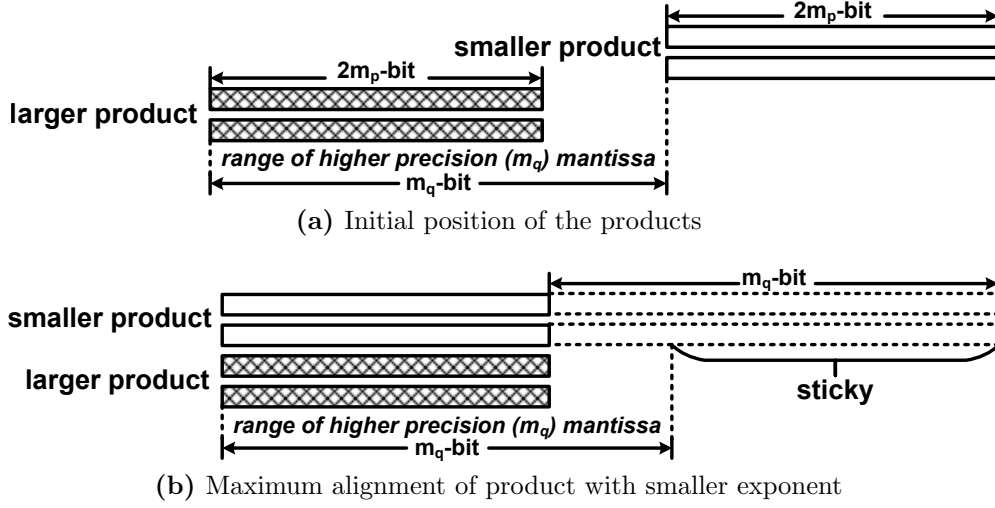 2mp-bit
smaller product
2mp-bit
larger product
range of higher precision (mq) mantissa
mq-bit
(a) Initial position of the products
mq-bit
smaller product
larger product
sticky
range of higher precision (mq) mantissa
mq-bit
(b) Maximum alignment of product with smaller exponent